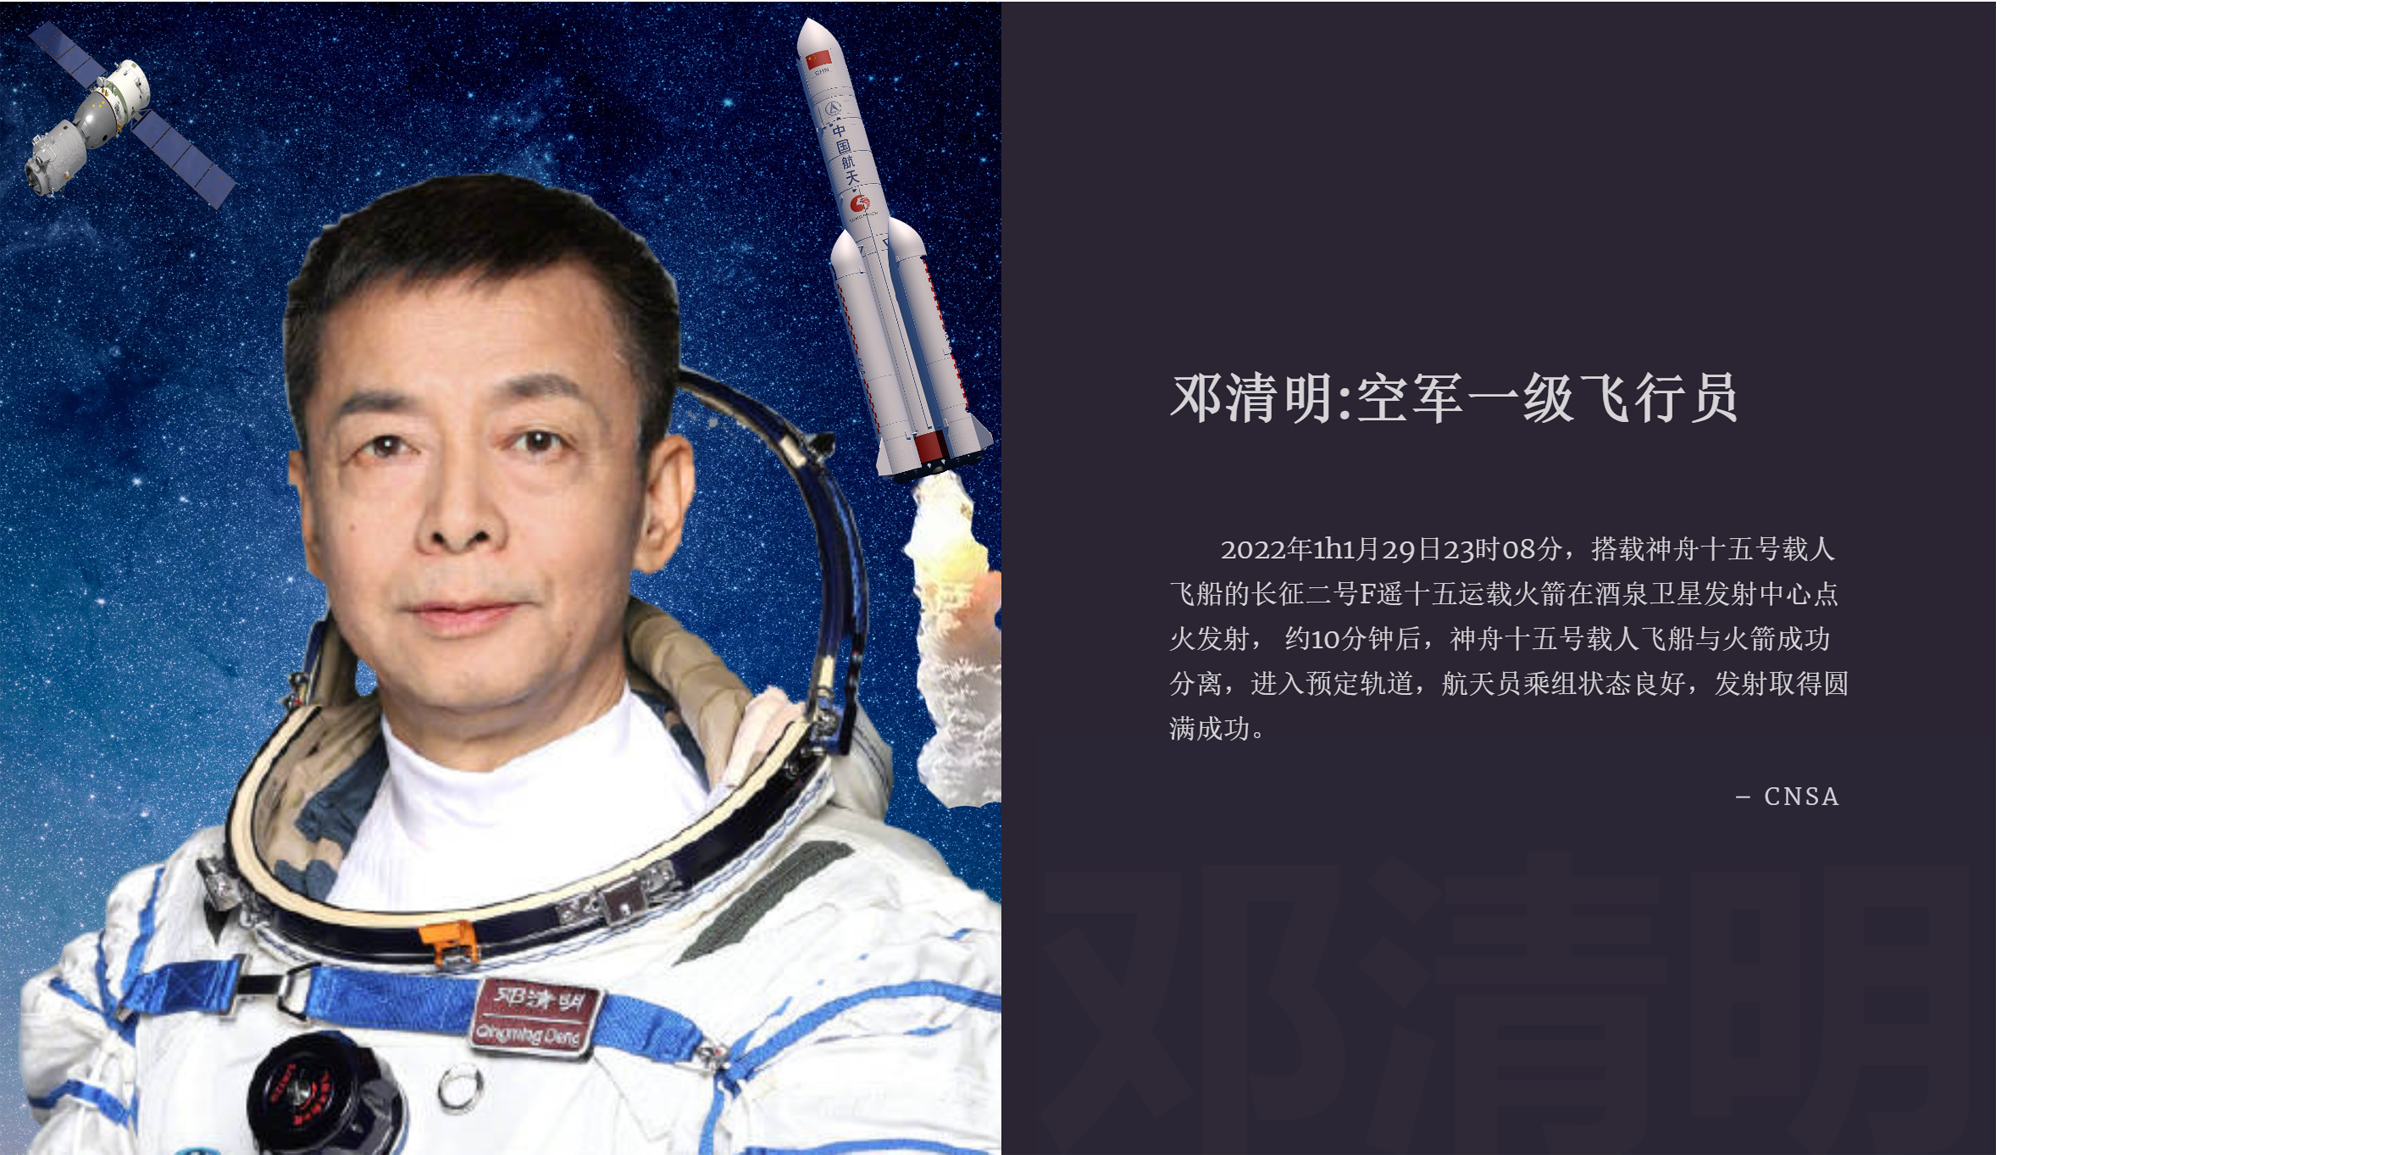 CHN
中国航天
邓清明
Qingming Deng
邓清明:空军一级飞行员
2022年1h1月29日23时08分，搭载神舟十五号载人
飞船的长征二号F遥十五运载火箭在酒泉卫星发射中心点
火发射， 约10分钟后，神舟十五号载人飞船与火箭成功
分离，进入预定轨道，航天员乘组状态良好，发射取得圆
满成功。
– CNSA
邓清明